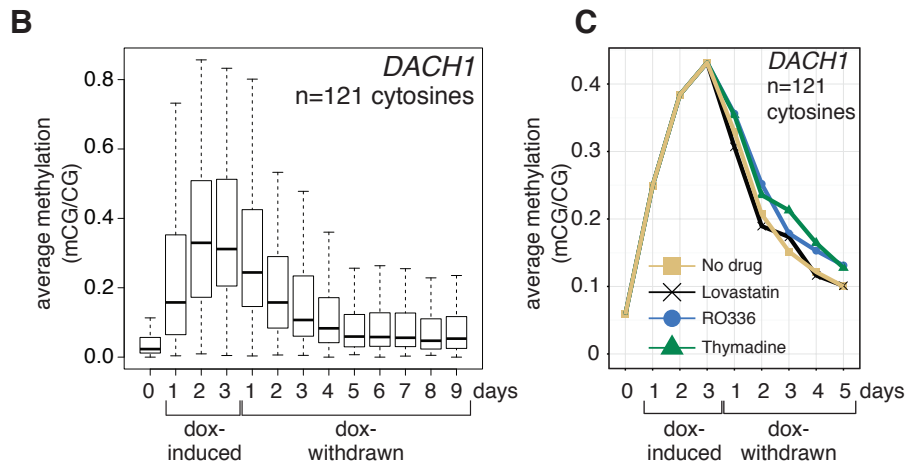 B
DACH1
n=121 cytosines
average methylation
(mCG/CG)
0.8
0.6
0.4
0.2
0.0
0 1 2 3 1 2 3 4 5 6 7 8 9 days
dox-
induced
dox-
withdrawn
C
DACH1
n=121
cytosines
average methylation
(mCG/CG)
0.4
0.3
0.2
0.1
0
No drug
Lovastatin
RO336
Thymadine
0 1 2 3 1 2 3 4 5 days
dox-
induced
dox-
withdrawn